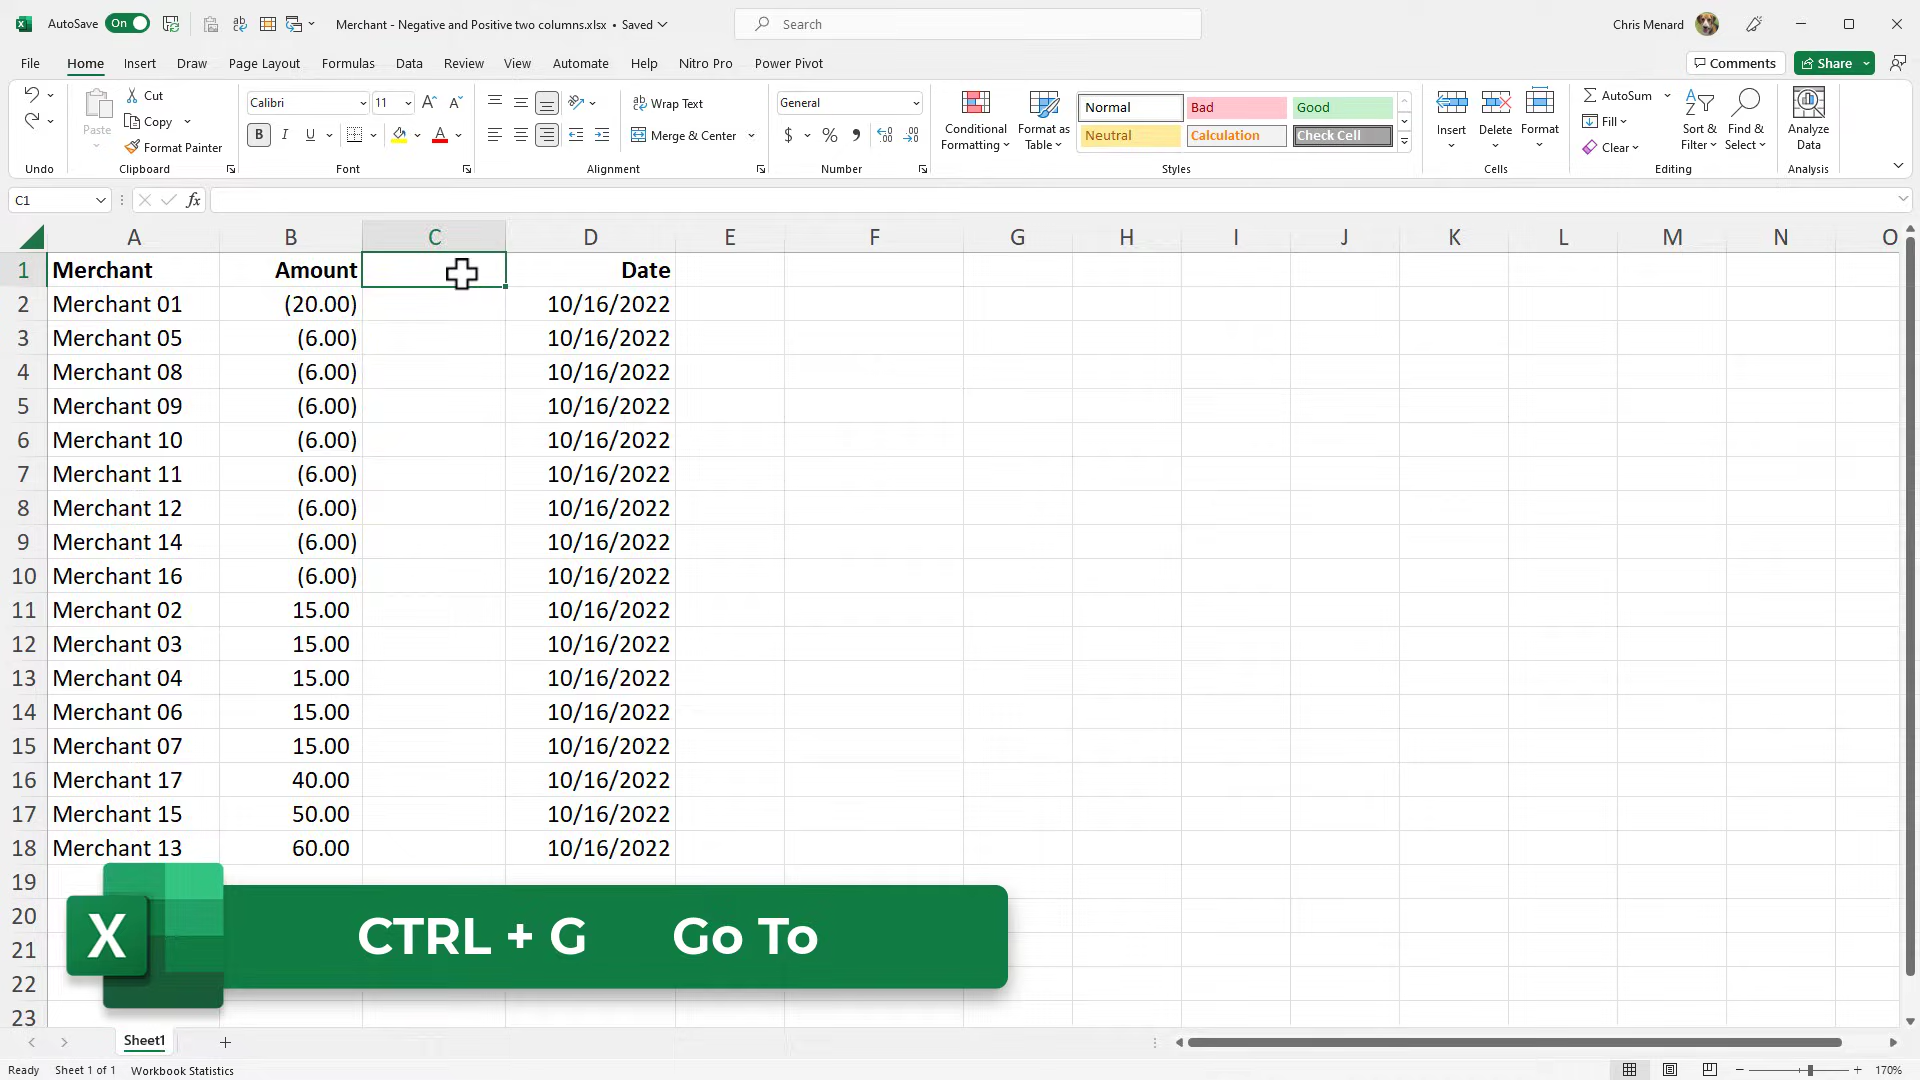 AutoSave On Merchant - Negative and Positive two columns.xlsx • Saved Search Chris Menard
File Home Insert Draw Page Layout Formulas Data Review View Automate Help Nitro Pro Power Pivot Comments Share
Undo
Paste
Cut
Copy
Format Painter
Clipboard
Calibri 11
B I U
Font
Wrap Text
Merge & Center
Alignment
General
$ % 9
Number
Conditional Formatting
Format as Table
Normal Bad Good
Neutral Calculation Check Cell
Styles
Insert Delete Format
Cells
AutoSum
Fill
Clear
Sort & Filter
Find & Select
Editing
Analyze Data
Analysis
C1 fx
A B C D E F G H I J K L M N O
1 Merchant Amount Date
2 Merchant 01 (20.00) 10/16/2022
3 Merchant 05 (6.00) 10/16/2022
4 Merchant 08 (6.00) 10/16/2022
5 Merchant 09 (6.00) 10/16/2022
6 Merchant 10 (6.00) 10/16/2022
7 Merchant 11 (6.00) 10/16/2022
8 Merchant 12 (6.00) 10/16/2022
9 Merchant 14 (6.00) 10/16/2022
10 Merchant 16 (6.00) 10/16/2022
11 Merchant 02 15.00 10/16/2022
12 Merchant 03 15.00 10/16/2022
13 Merchant 04 15.00 10/16/2022
14 Merchant 06 15.00 10/16/2022
15 Merchant 07 15.00 10/16/2022
16 Merchant 17 40.00 10/16/2022
17 Merchant 15 50.00 10/16/2022
18 Merchant 13 60.00 10/16/2022
19
20
21
22
23
X CTRL + G Go To
Sheet1
Ready Sheet 1 of 1 Workbook Statistics 170%